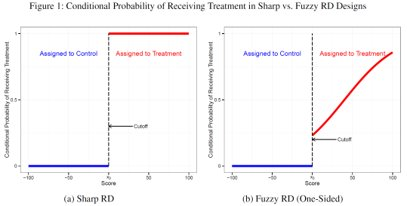 Figure 1: Conditional Probability of Receiving Treatment in Sharp vs. Fuzzy RD Designs
Conditional Probability of Receiving Treatment
1
0.5
0
Assigned to Control
Assigned to Treatment
Cutoff
−100
−50
50
100
Score
(a) Sharp RD
Conditional Probability of Receiving Treatment
1
0.5
0
Assigned to Control
Assigned to Treatment
Cutoff
−100
−50
50
100
Score
(b) Fuzzy RD (One-Sided)